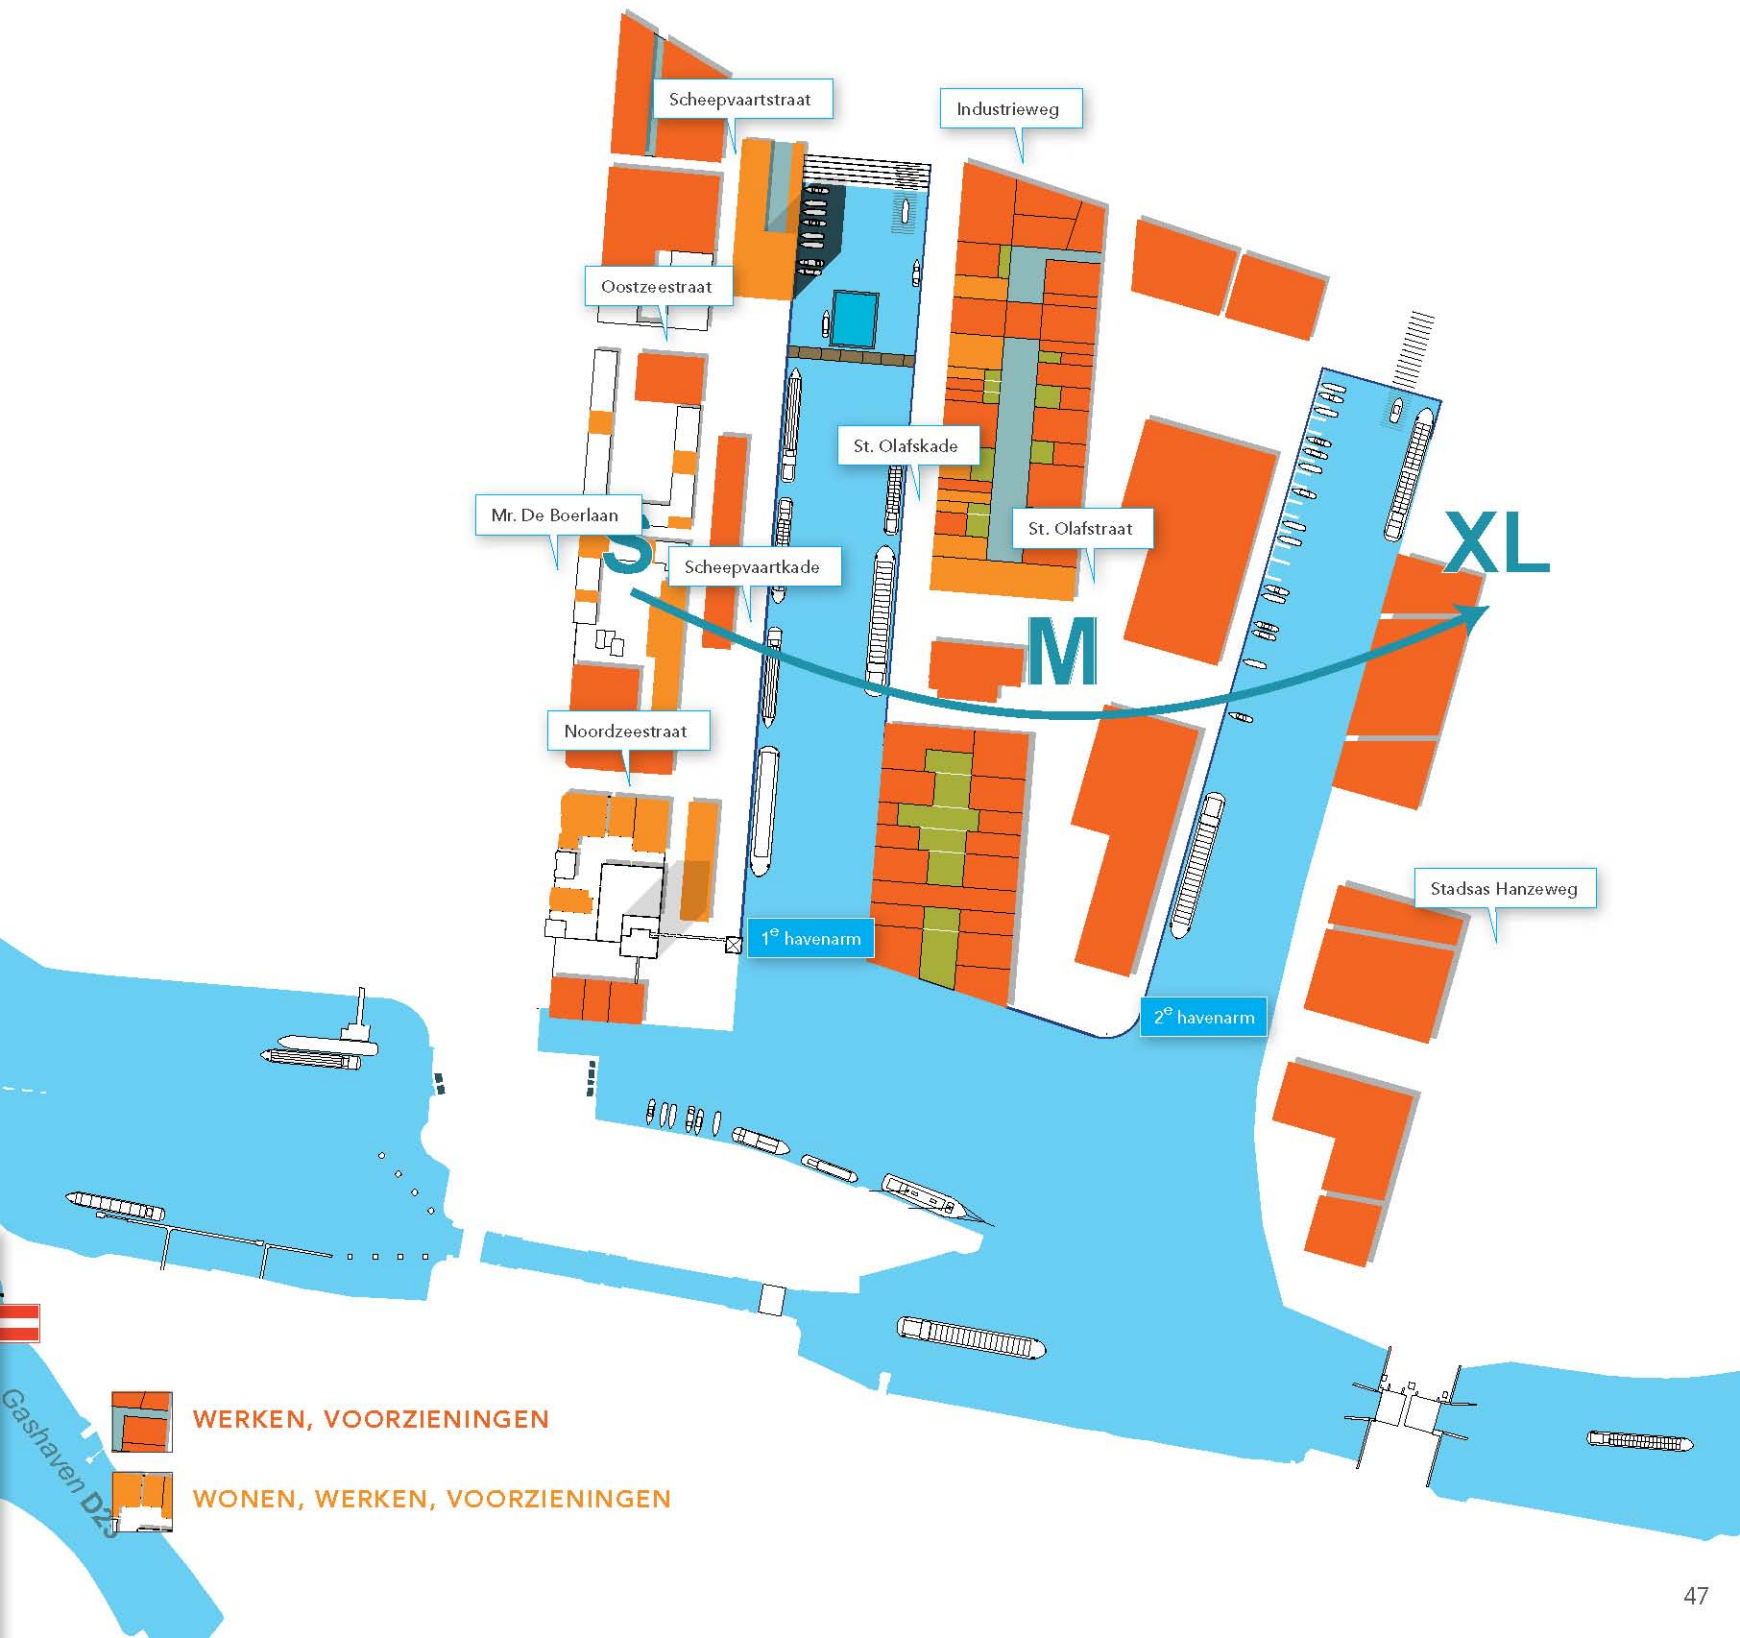 Scheepvaartstraat
Industrieweg
Oostzeestraat
St. Olafskade
Mr. De Boerlaan
St. Olafstraat
S
XL
Scheepvaartkade
M
Noordzeestraat
Stadsas Hanzeweg
1e havenarm
2e havenarm
Gashaven D23
WERKEN, VOORZIENINGEN
WONEN, WERKEN, VOORZIENINGEN
47